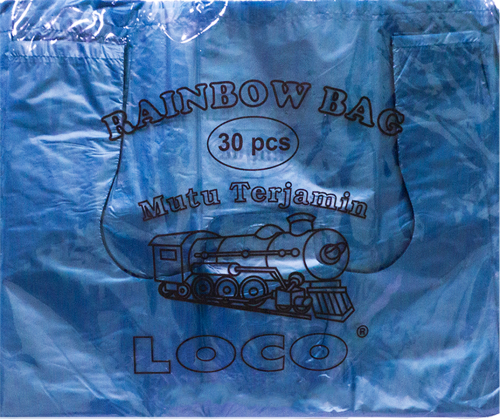 RAINBOW BAG
30 pcs
Mutu Terjamin
LOCO®